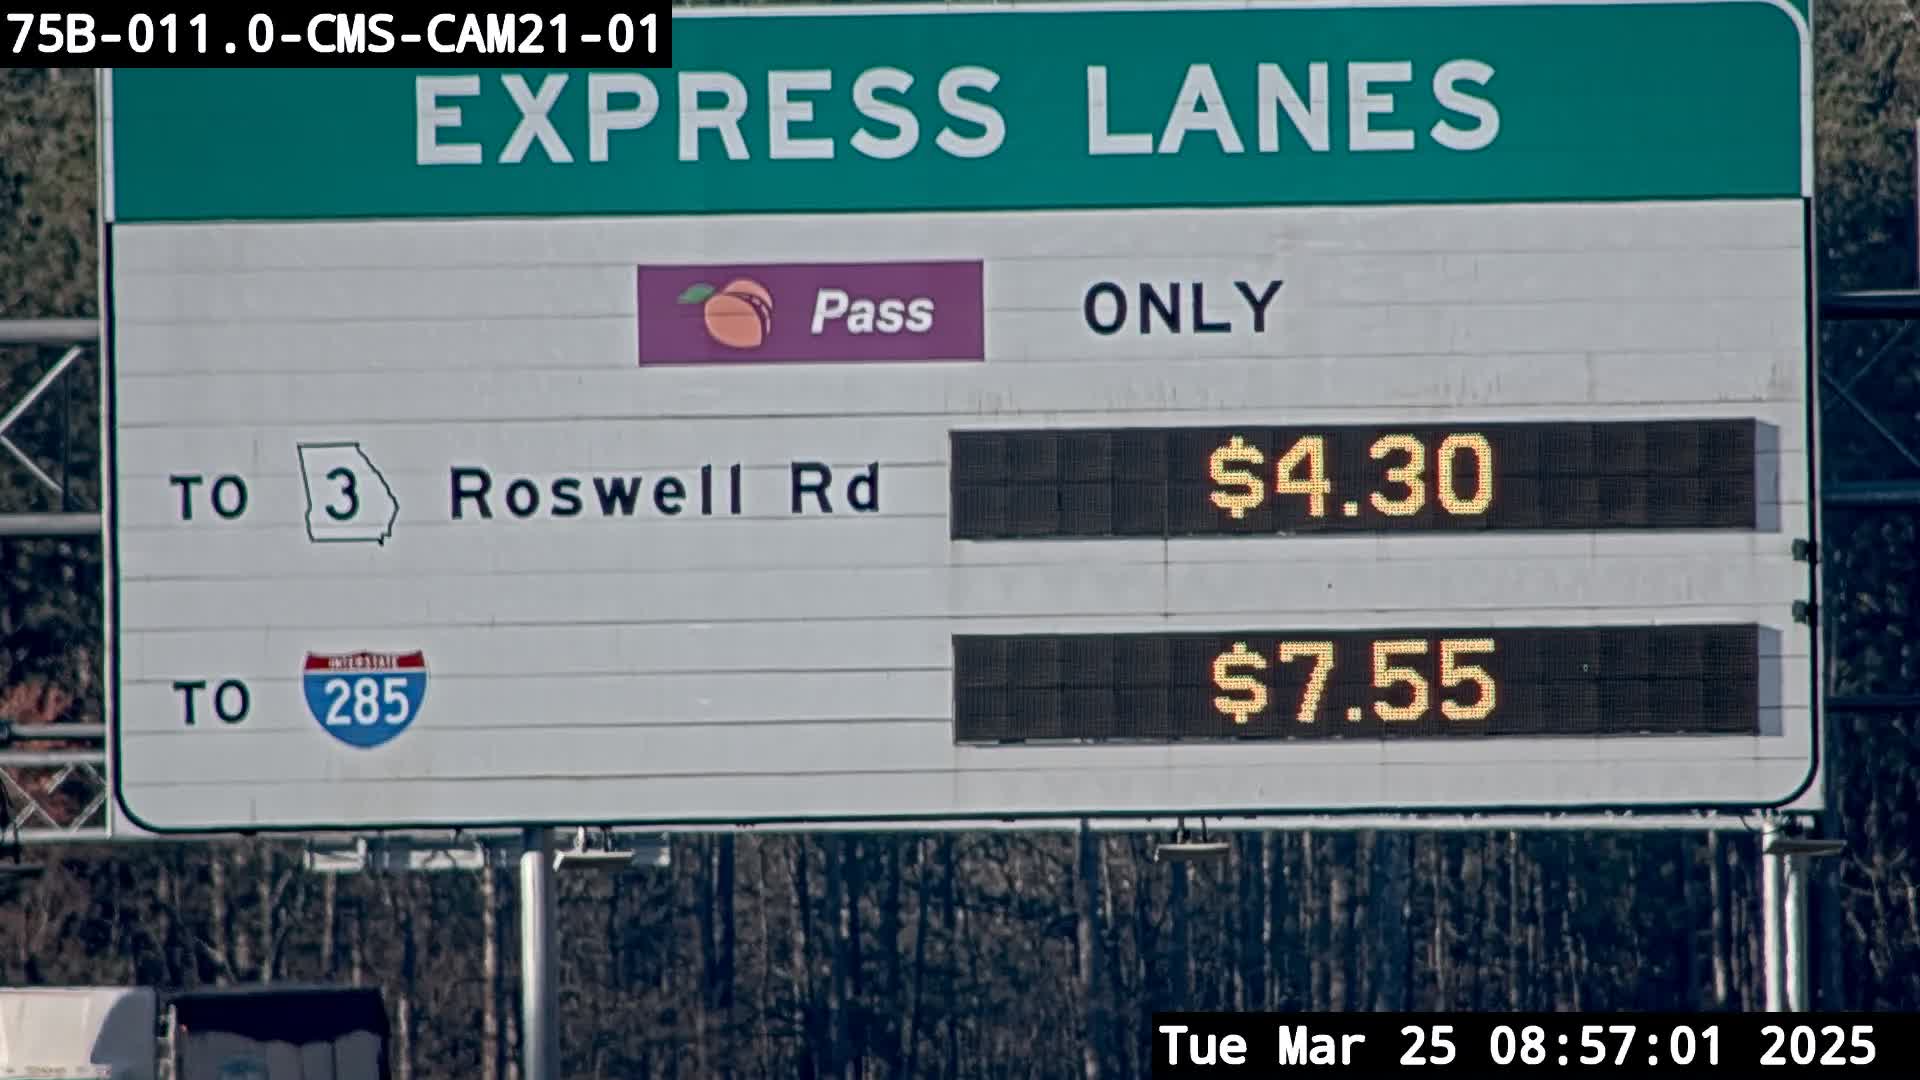 75B-011.0-CMS-CAM21-01
EXPRESS LANES
Pass ONLY
TO 3 Roswell Rd $4.30
INTERSTATE
TO 285 $7.55
Tue Mar 25 08:57:01 2025